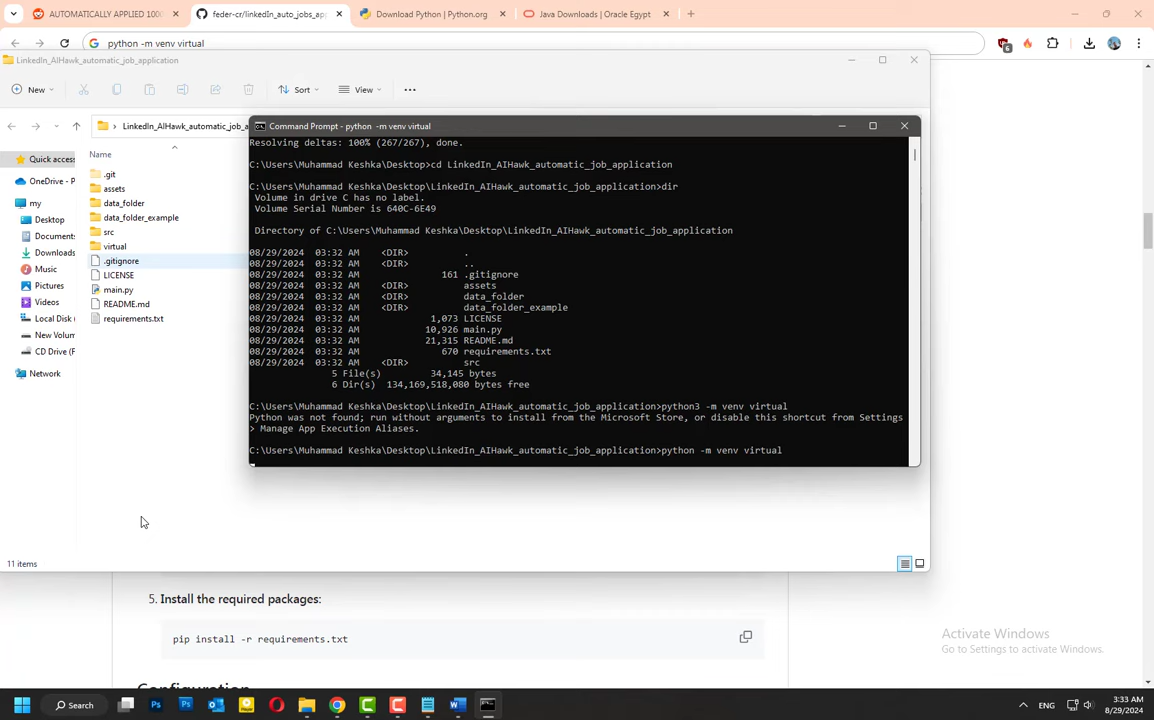 AUTOMATICALLY APPLIED 100
feder-cr/linkedIn_auto_jobs_ap
Download Python | Python.org
Java Downloads | Oracle Egypt
python -m venv virtual
6
LinkedIn_AIHawk_automatic_job_application
New
Sort
View
LinkedIn_AIHawk_automatic_job_a
Command Prompt - python  -m venv virtual
Name
Quick access
OneDrive - P
my
Desktop
Documents
Downloads
Music
Pictures
Videos
Local Disk (
New Volum
CD Drive (F
Network
.git
assets
data_folder
data_folder_example
src
virtual
.gitignore
LICENSE
main.py
README.md
requirements.txt
Resolving deltas: 100% (267/267), done.
C:\Users\Muhammad Keshka\Desktop>cd LinkedIn_AIHawk_automatic_job_application
C:\Users\Muhammad Keshka\Desktop\LinkedIn_AIHawk_automatic_job_application>dir
Volume in drive C has no label.
Volume Serial Number is 640C-6E49
Directory of C:\Users\Muhammad Keshka\Desktop\LinkedIn_AIHawk_automatic_job_application
08/29/2024  03:32 AM    <DIR>          .
08/29/2024  03:32 AM    <DIR>          ..
08/29/2024  03:32 AM               161 .gitignore
08/29/2024  03:32 AM    <DIR>          assets
08/29/2024  03:32 AM    <DIR>          data_folder
08/29/2024  03:32 AM    <DIR>          data_folder_example
08/29/2024  03:32 AM             1,073 LICENSE
08/29/2024  03:32 AM            10,926 main.py
08/29/2024  03:32 AM            21,315 README.md
08/29/2024  03:32 AM               670 requirements.txt
08/29/2024  03:32 AM    <DIR>          src
5 File(s)         34,145 bytes
6 Dir(s)  134,169,518,080 bytes free
C:\Users\Muhammad Keshka\Desktop\LinkedIn_AIHawk_automatic_job_application>python3 -m venv virtual
Python was not found; run without arguments to install from the Microsoft Store, or disable this shortcut from Settings
> Manage App Execution Aliases.
C:\Users\Muhammad Keshka\Desktop\LinkedIn_AIHawk_automatic_job_application>python -m venv virtual
11 items
5. Install the required packages:
pip install -r requirements.txt
Configuration
Activate Windows
Go to Settings to activate Windows.
Search
ENG
3:33 AM
8/29/2024